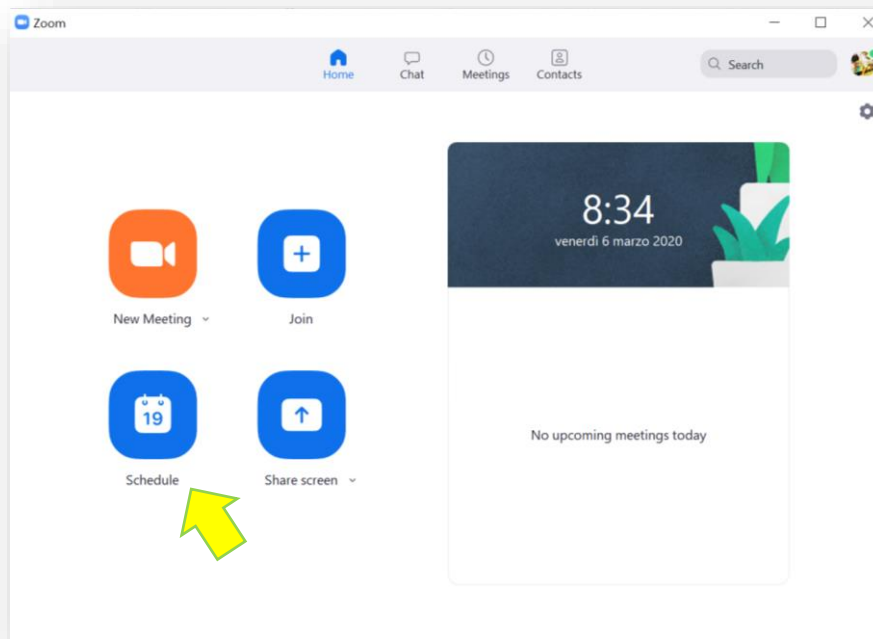 Zoom
Home Chat Meetings Contacts Search
8:34
venerdì 6 marzo 2020
New Meeting Join
19
Schedule Share screen
No upcoming meetings today